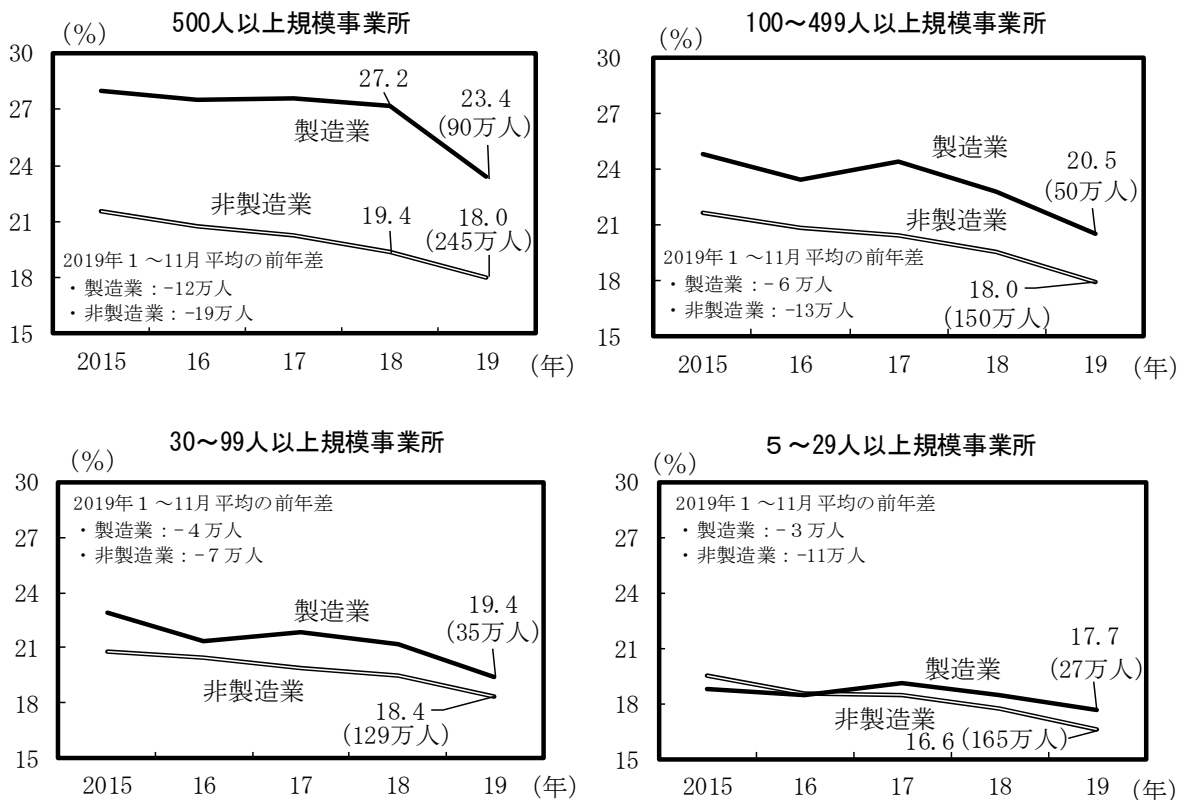 500人以上規模事業所
(%)
30
27
24
21
18
15
27.2
23.4
(90万人)
製造業
非製造業
19.4
18.0
(245万人)
2019年1～11月平均の前年差
・製造業：-12万人
・非製造業：-19万人
2015 16 17 18 19 (年)
100～499人以上規模事業所
(%)
30
27
24
21
18
15
製造業
20.5
(50万人)
非製造業
2019年1～11月平均の前年差
・製造業：-6万人
・非製造業：-13万人
18.0
(150万人)
2015 16 17 18 19 (年)
30～99人以上規模事業所
(%)
30
27
24
21
18
15
2019年1～11月平均の前年差
・製造業：-4万人
・非製造業：-7万人
製造業
19.4
(35万人)
非製造業
18.4
(129万人)
2015 16 17 18 19 (年)
5～29人以上規模事業所
(%)
30
27
24
21
18
15
2019年1～11月平均の前年差
・製造業：-3万人
・非製造業：-11万人
17.7
製造業
(27万人)
非製造業
16.6(165万人)
2015 16 17 18 19 (年)